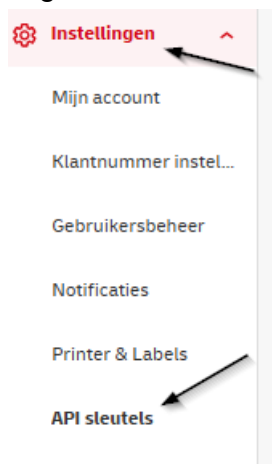 Instellingen
Mijn account
Klantnummer instel...
Gebruikersbeheer
Notificaties
Printer & Labels
API sleutels